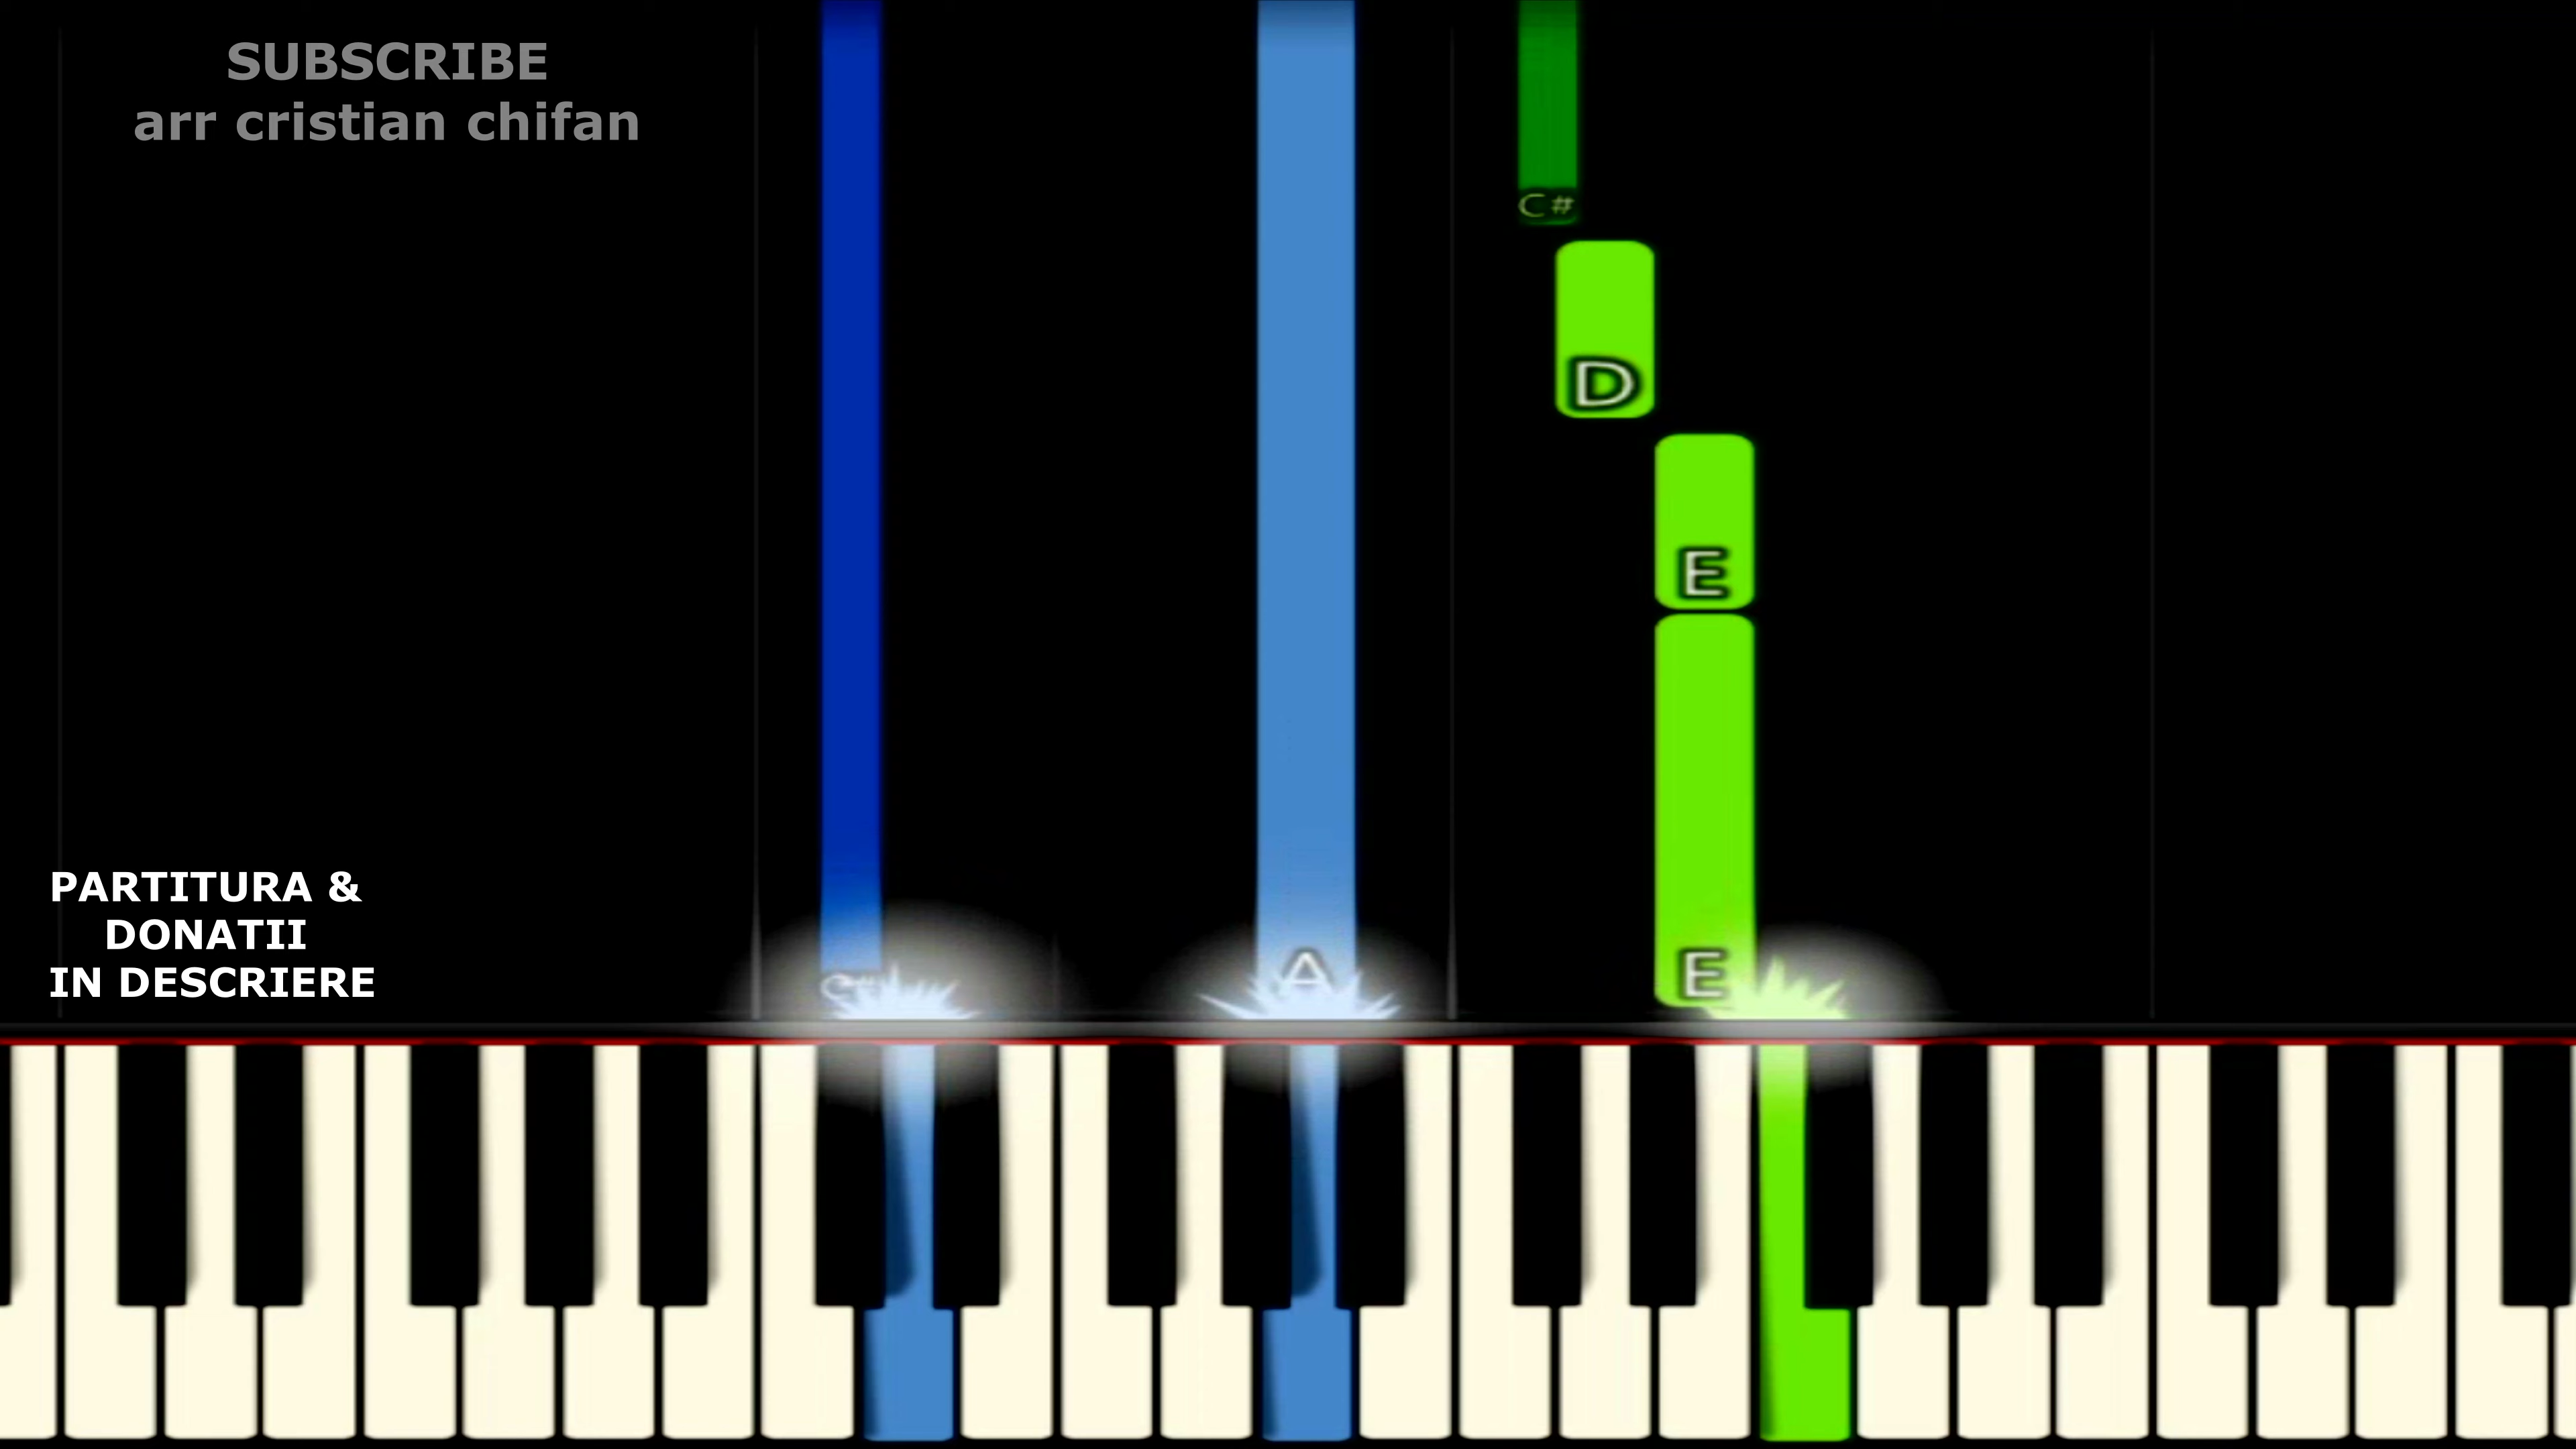 SUBSCRIBE
arr cristian chifan
C#
D
E
PARTITURA &
DONATII
IN DESCRIERE
C#
A
E